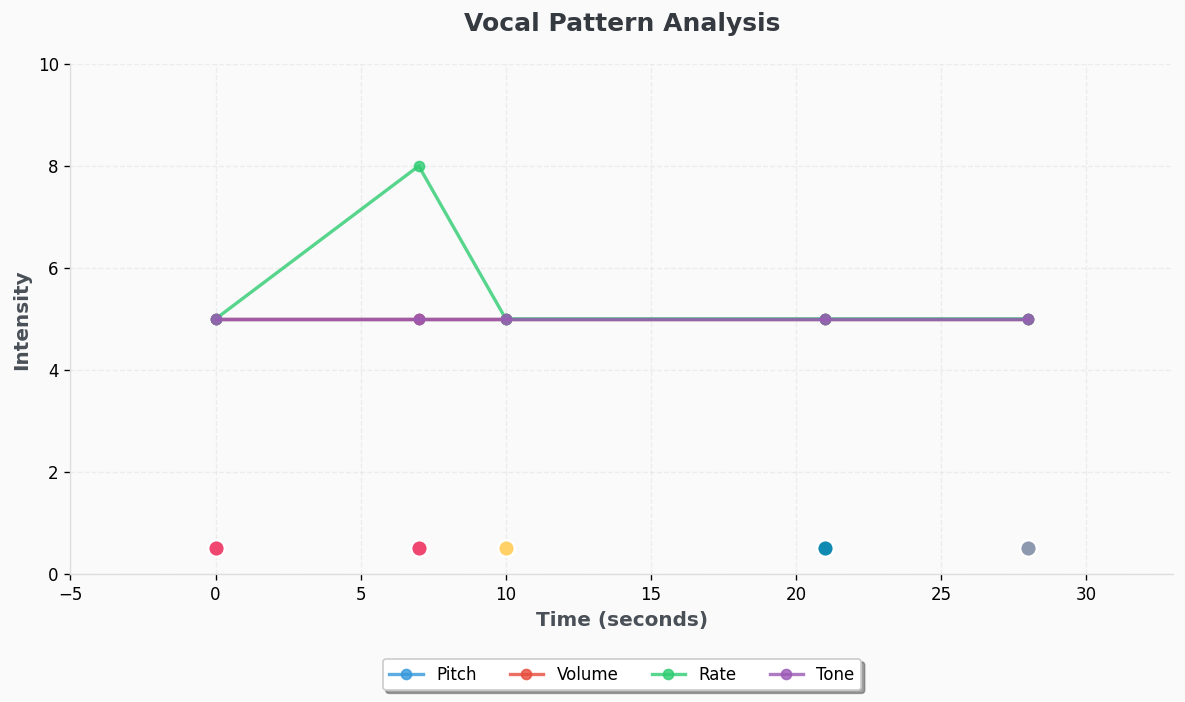 Vocal Pattern Analysis
10
8
6
4
2
0
Intensity
−5 0 5 10 15 20 25 30
Time (seconds)
Pitch Volume Rate Tone